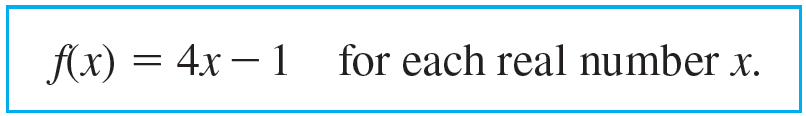 f(x) = 4x − 1 for each real number x.